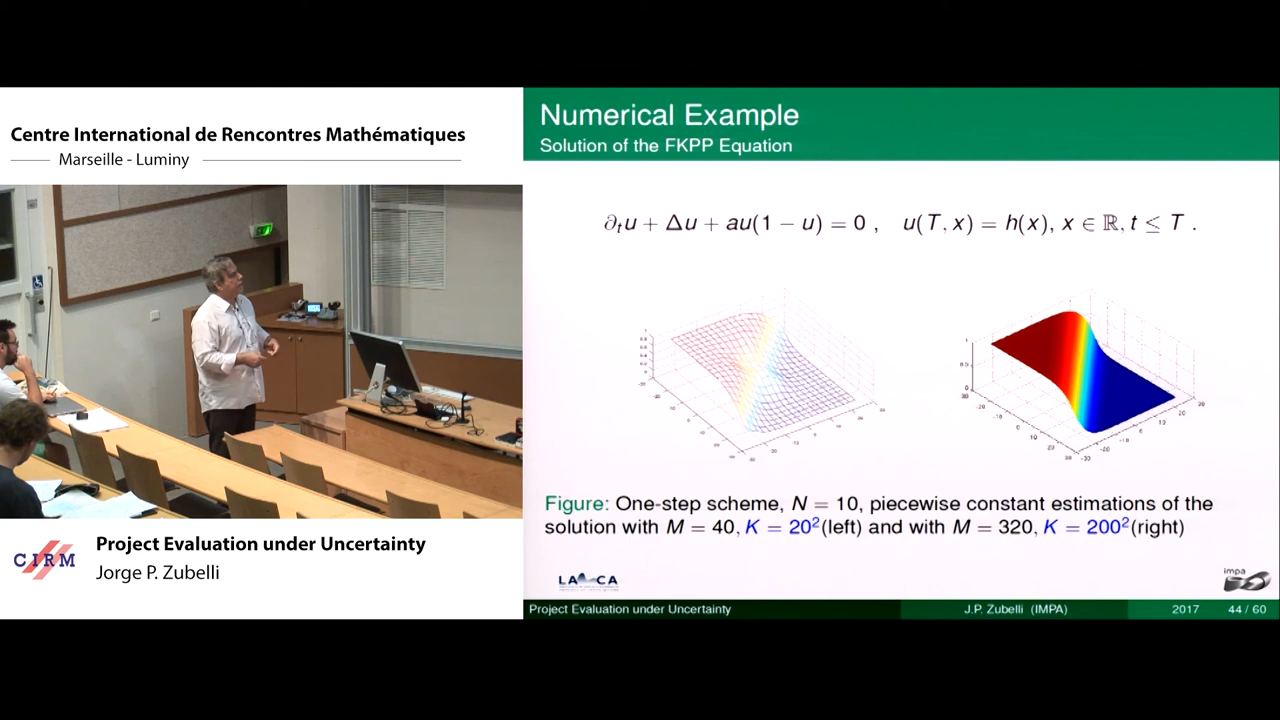 Centre International de Rencontres Mathématiques
Marseille - Luminy
Numerical Example
Solution of the FKPP Equation
∂ₜu + Δu + au(1 − u) = 0 , u(T, x) = h(x), x ∈ ℝ, t ≤ T .
Figure: One-step scheme, N = 10, piecewise constant estimations of the
solution with M = 40, K = 20² (left) and with M = 320, K = 200² (right)
CIRM
Project Evaluation under Uncertainty
Jorge P. Zubelli
impa
Project Evaluation under Uncertainty J.P. Zubelli (IMPA) 2017 44 / 60